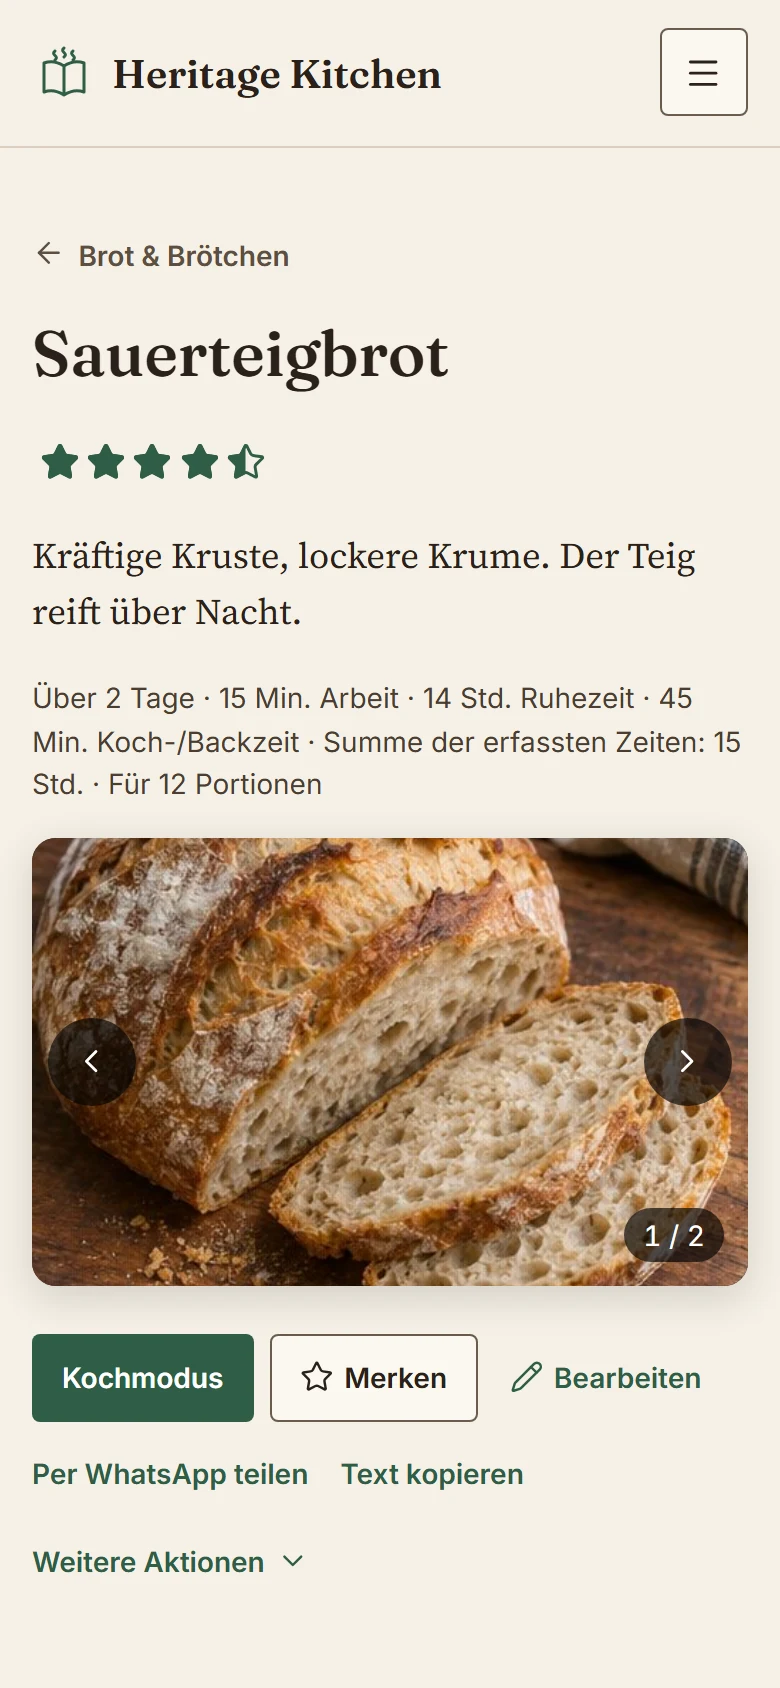 Heritage Kitchen
Brot & Brötchen
Sauerteigbrot
Kräftige Kruste, lockere Krume. Der Teig
reift über Nacht.
Über 2 Tage · 15 Min. Arbeit · 14 Std. Ruhezeit · 45
Min. Koch-/Backzeit · Summe der erfassten Zeiten: 15
Std. · Für 12 Portionen
1 / 2
Kochmodus
Merken
Bearbeiten
Per WhatsApp teilen
Text kopieren
Weitere Aktionen